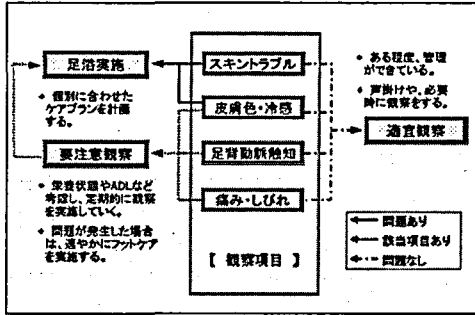 足浴実施
◆ 個別に合わせた
ケアプランを計画
する。
要注意観察
◆ 栄養状態やADLなど
考慮し、定期的に観察
を実施していく。
◆ 問題が発生した場合
は、速やかにフットケア
を実施する。
スキントラブル
皮膚色・冷感
足背動脈触知
痛み・しびれ
【 観察項目 】
◆ ある程度、管理
ができている。
◆ 声掛けや、必要
時に観察をする。
適宜観察
問題あり
該当項目あり
問題なし